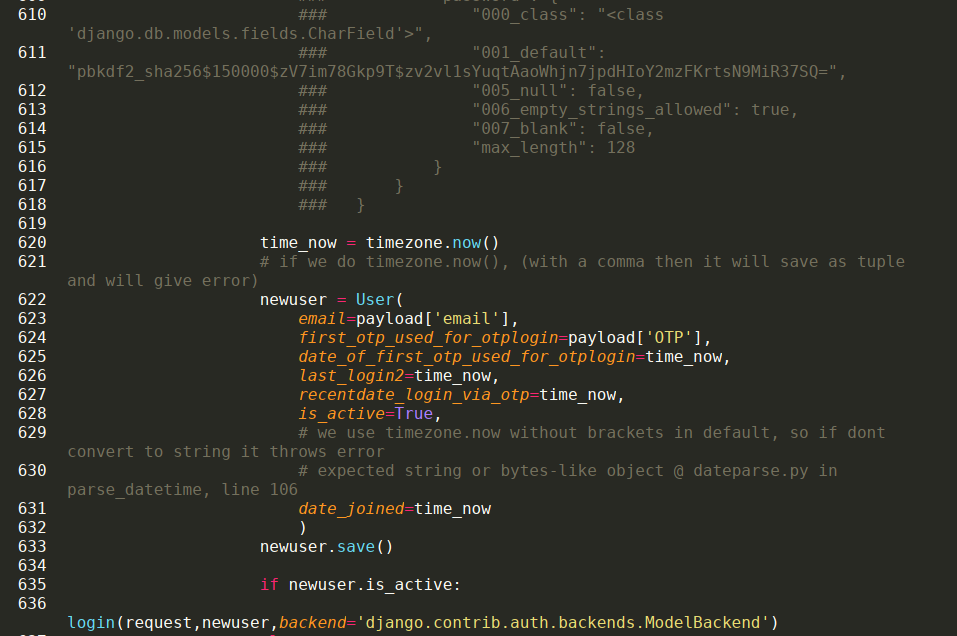 610 ### "000_class": "<class
'django.db.models.fields.CharField'>",
611 ### "001_default":
"pbkdf2_sha256$150000$zV7im78Gkp9T$zv2vl1sYuqtAaoWhjn7jpdHIoY2mzFKrtsN9MiR37SQ=",
612 ### "005_null": false,
613 ### "006_empty_strings_allowed": true,
614 ### "007_blank": false,
615 ### "max_length": 128
616 ### }
617 ### }
618 ### }
619
620 time_now = timezone.now()
621 # if we do timezone.now(), (with a comma then it will save as tuple
and will give error)
622 newuser = User(
623 email=payload['email'],
624 first_otp_used_for_otplogin=payload['OTP'],
625 date_of_first_otp_used_for_otplogin=time_now,
626 last_login2=time_now,
627 recentdate_login_via_otp=time_now,
628 is_active=True,
629 # we use timezone.now without brackets in default, so if dont
convert to string it throws error
630 # expected string or bytes-like object @ dateparse.py in
parse_datetime, line 106
631 date_joined=time_now
632 )
633 newuser.save()
634
635 if newuser.is_active:
636
login(request,newuser,backend='django.contrib.auth.backends.ModelBackend')